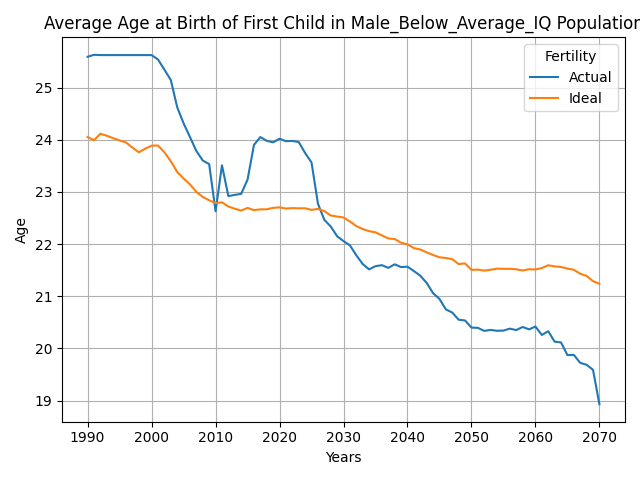 Average Age at Birth of First Child in Male_Below_Average_IQ Population
Fertility
Actual
Ideal
Age
25
24
23
22
21
20
19
1990 2000 2010 2020 2030 2040 2050 2060 2070
Years